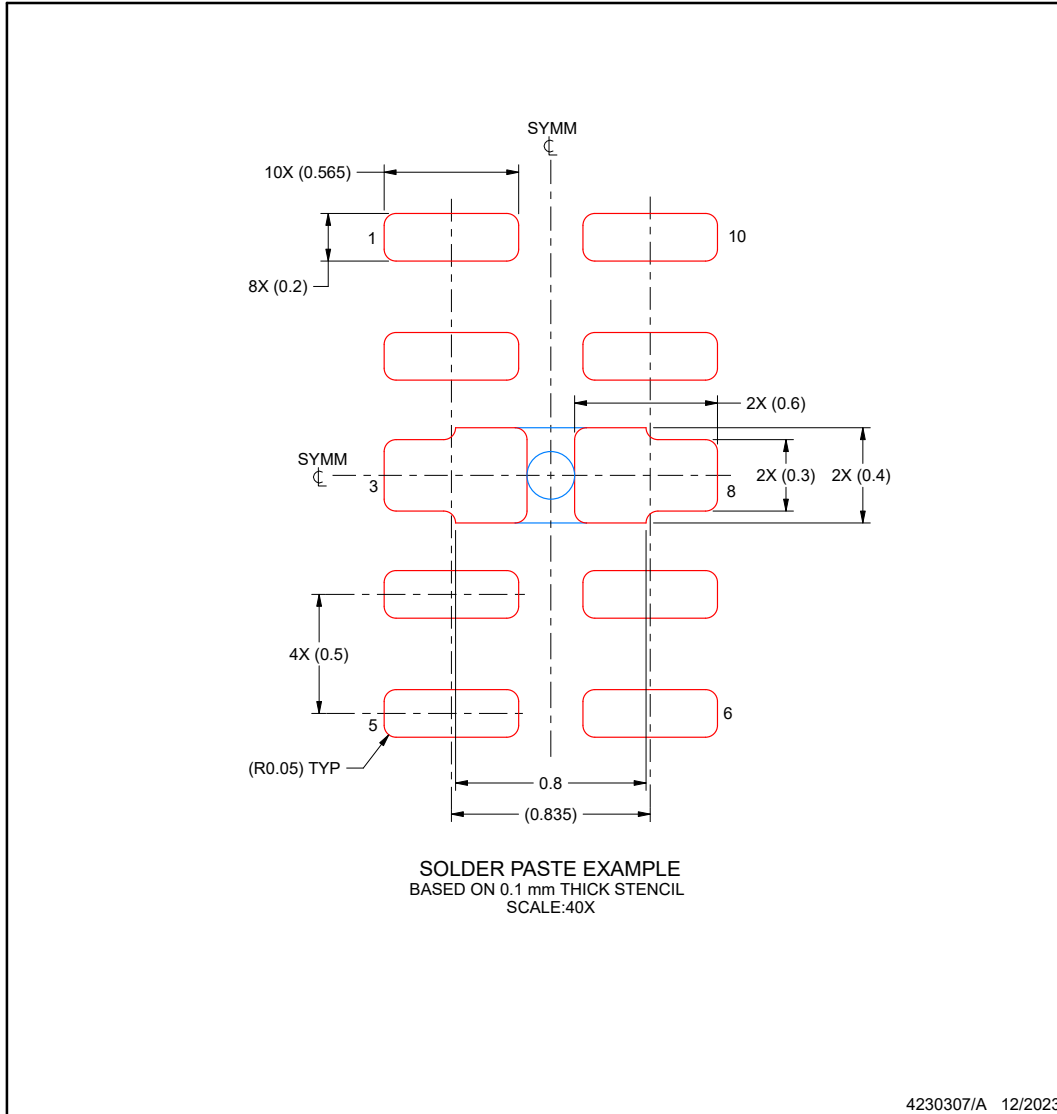 SYMM
℄
10X (0.565)
1
10
8X (0.2)
2X (0.6)
SYMM
℄
3
8
2X (0.3)
2X (0.4)
4X (0.5)
5
6
(R0.05) TYP
0.8
(0.835)
SOLDER PASTE EXAMPLE
BASED ON 0.1 mm THICK STENCIL
SCALE:40X
4230307/A 12/2023